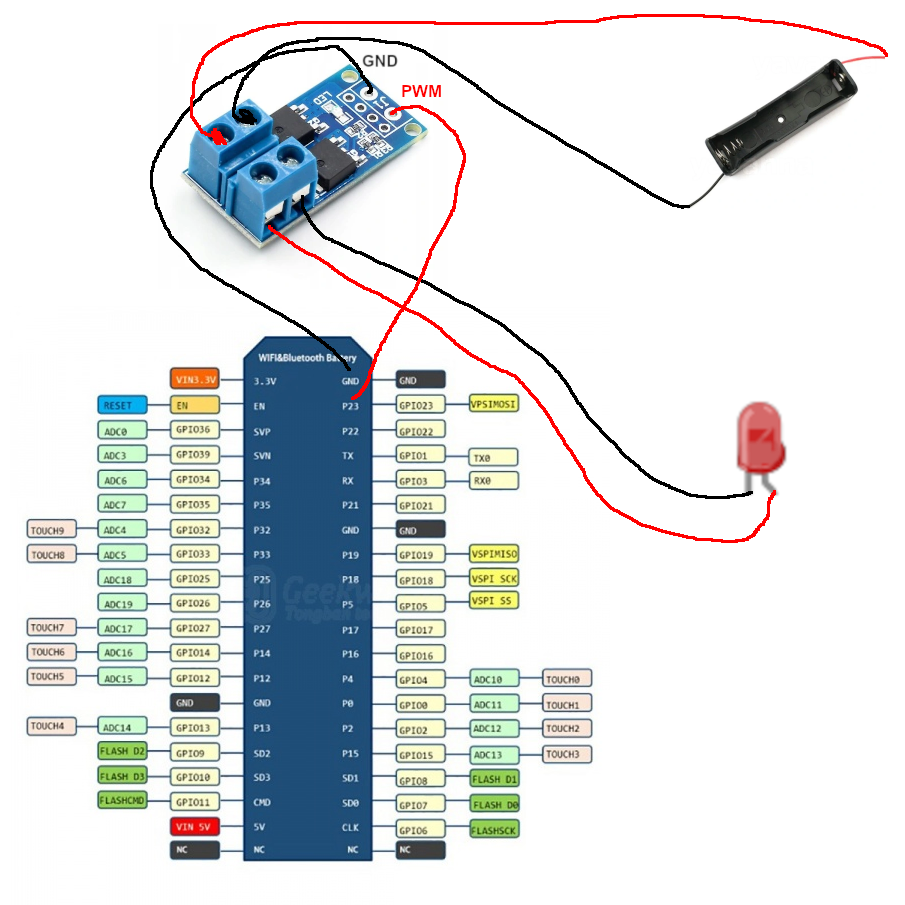 GND
PWM
WIFI&Bluetooth Battery
VIN3.3V 3.3V GND GND
RESET EN EN P23 GPIO23 VPSIMOSI
ADC0 GPIO36 SVP P22 GPIO22
ADC3 GPIO39 SVN TX GPIO1 TX0
ADC6 GPIO34 P34 RX GPIO3 RX0
ADC7 GPIO35 P35 P21 GPIO21
TOUCH9 ADC4 GPIO32 P32 GND GND
TOUCH8 ADC5 GPIO33 P33 P19 GPIO19 VSPIMISO
ADC18 GPIO25 P25 P18 GPIO18 VSPI SCK
ADC19 GPIO26 P26 P5 GPIO5 VSPI SS
TOUCH7 ADC17 GPIO27 P27 P17 GPIO17
TOUCH6 ADC16 GPIO14 P14 P16 GPIO16
TOUCH5 ADC15 GPIO12 P12 P4 GPIO4 ADC10 TOUCH0
GND GND P0 GPIO0 ADC11 TOUCH1
TOUCH4 ADC14 GPIO13 P13 P2 GPIO2 ADC12 TOUCH2
FLASH D2 GPIO9 SD2 P15 GPIO15 ADC13 TOUCH3
FLASH D3 GPIO10 SD3 SD1 GPIO8 FLASH D1
FLASHCMD GPIO11 CMD SD0 GPIO7 FLASH D0
VIN 5V 5V CLK GPIO6 FLASHSCK
NC NC NC NC